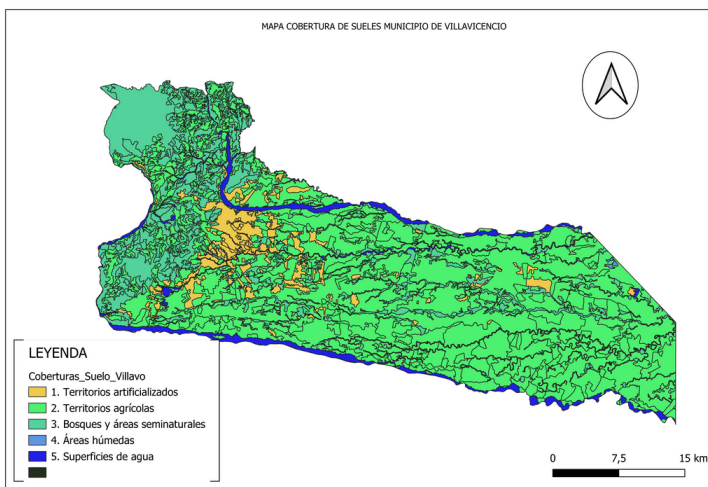 MAPA COBERTURA DE SUELES MUNICIPIO DE VILLAVICENCIO
LEYENDA
Coberturas_Suelo_Villavo
1. Territorios artificializados
2. Territorios agrícolas
3. Bosques y áreas seminaturales
4. Áreas húmedas
5. Superficies de agua
0 7,5 15 km